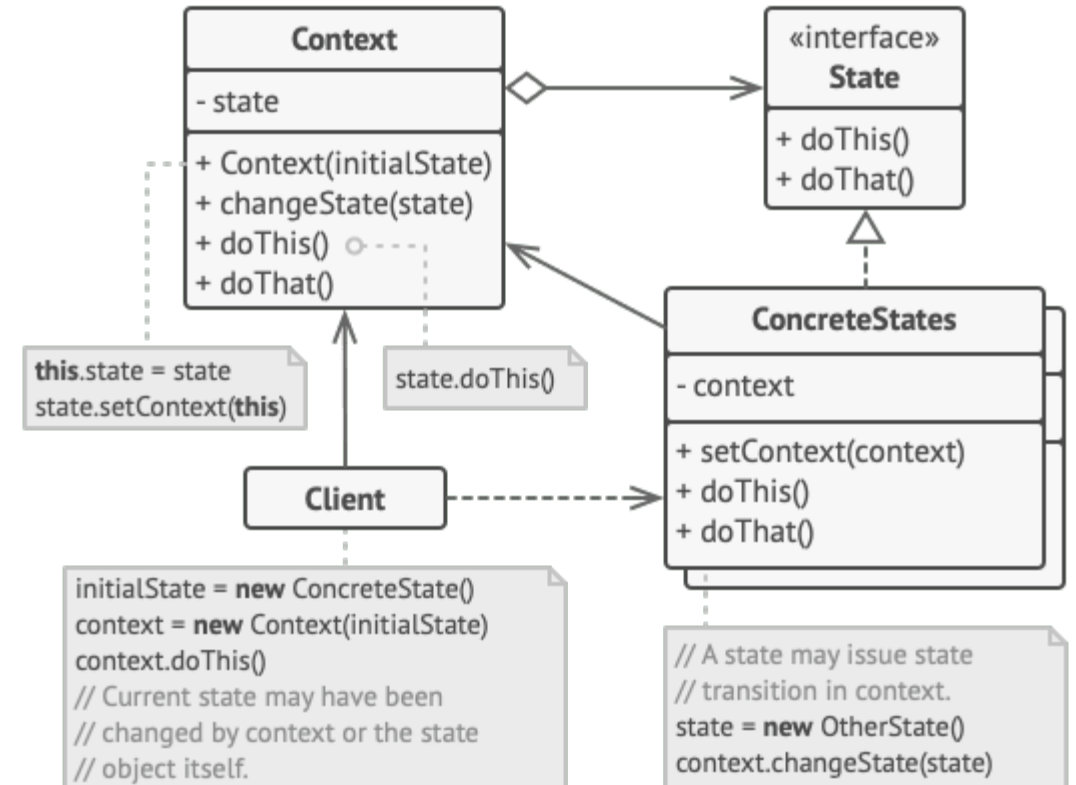 Context
- state
+ Context(initialState)
+ changeState(state)
+ doThis()
+ doThat()
«interface»
State
+ doThis()
+ doThat()
this.state = state
state.setContext(this)
state.doThis()
ConcreteStates
- context
+ setContext(context)
+ doThis()
+ doThat()
Client
initialState = new ConcreteState()
context = new Context(initialState)
context.doThis()
// Current state may have been
// changed by context or the state
// object itself.
// A state may issue state
// transition in context.
state = new OtherState()
context.changeState(state)